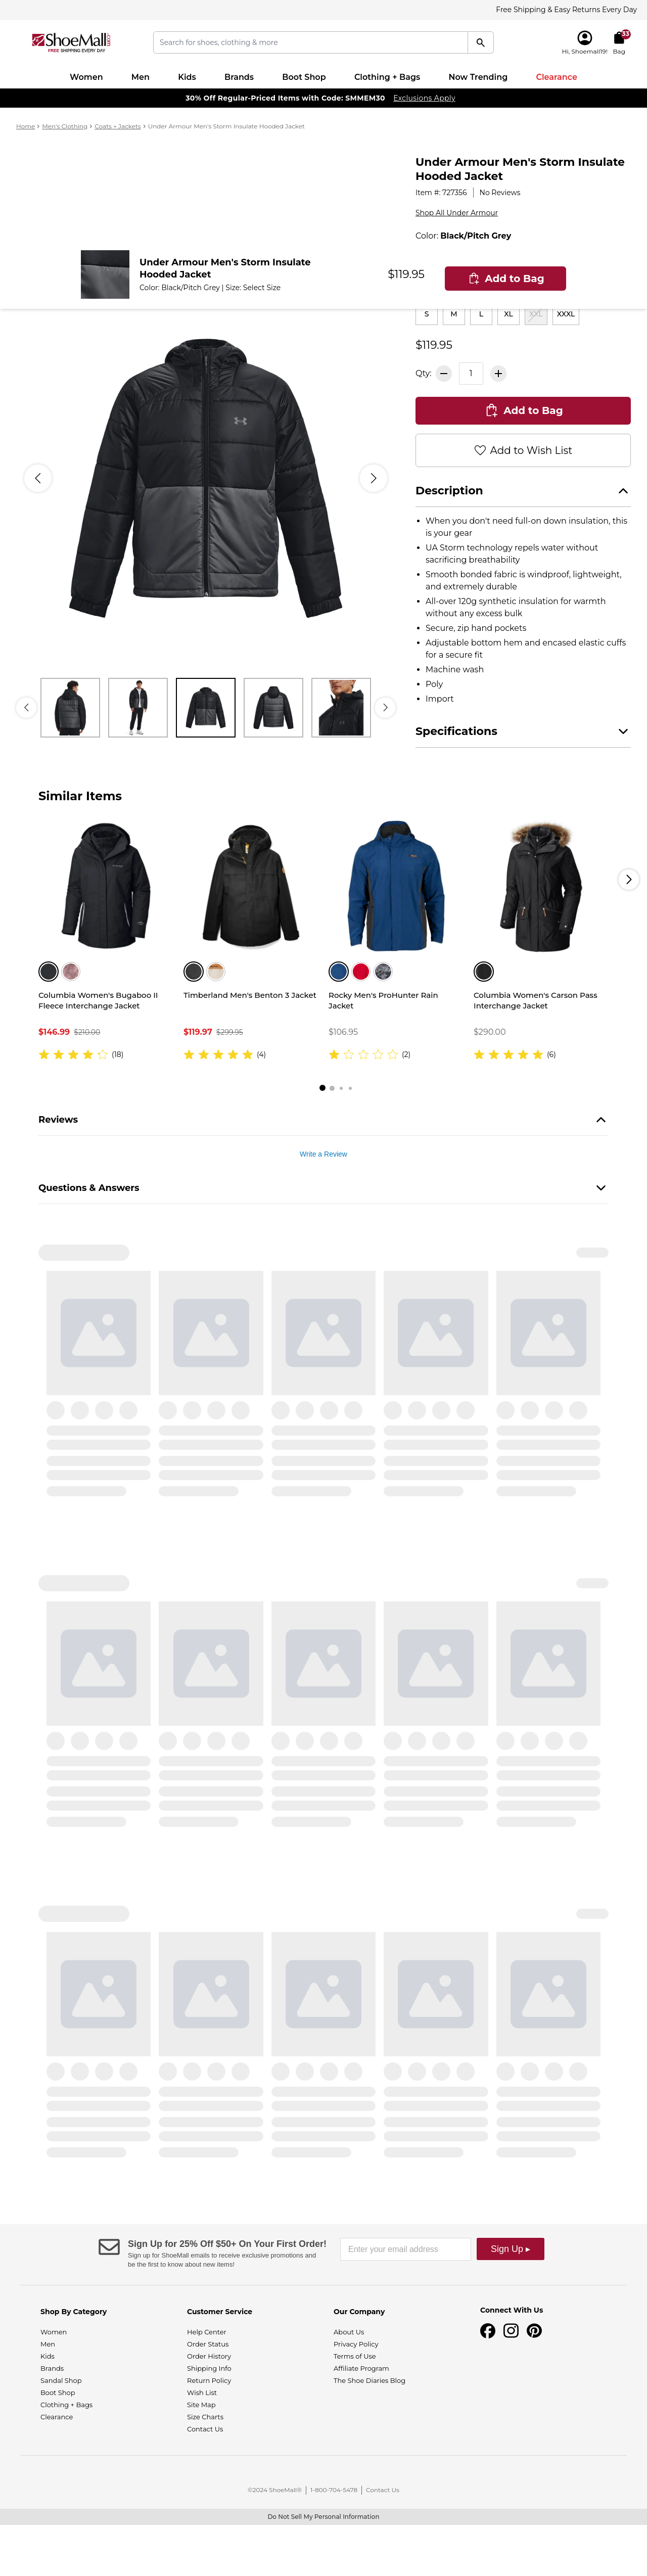 Free Shipping & Easy Returns Every Day
ShoeMall.com
FREE SHIPPING EVERY DAY
Search for shoes, clothing & more
Hi, Shoemall19!
33
Bag
Women
Men
Kids
Brands
Boot Shop
Clothing + Bags
Now Trending
Clearance
30% Off Regular-Priced Items with Code: SMMEM30 Exclusions Apply
Home > Men's Clothing > Coats + Jackets > Under Armour Men's Storm Insulate Hooded Jacket
Under Armour Men's Storm Insulate
Hooded Jacket
Item #: 727356 | No Reviews
Shop All Under Armour
Color: Black/Pitch Grey
Under Armour Men's Storm Insulate
Hooded Jacket
Color: Black/Pitch Grey | Size: Select Size
$119.95
Add to Bag
S
M
L
XL
XXL
XXXL
$119.95
Qty:
1
Add to Bag
Add to Wish List
Description
• When you don't need full-on down insulation, this
is your grey
• UA Storm technology repels water without
sacrificing breathability
• Smooth bonded fabric is windproof, lightweight,
and extremely durable
• All-over 120g synthetic insulation for warmth
without any excess bulk
• Secure, zip hand pockets
• Adjustable bottom hem and encased elastic cuffs
for a secure fit
• Machine wash
• Poly
• Import
Specifications
Similar Items
Columbia Women's Bugaboo II
Fleece Interchange Jacket
$146.99 $210.00
(18)
Timberland Men's Benton 3 Jacket
$119.97 $299.95
(4)
Rocky Men's ProHunter Rain
Jacket
$106.95
(2)
Columbia Women's Carson Pass
Interchange Jacket
$290.00
(6)
Reviews
Write a Review
Questions & Answers
Sign Up for 25% Off $50+ On Your First Order!
Sign up for ShoeMall emails to receive exclusive promotions and
be the first to know about new items!
Enter your email address
Sign Up ▸
Shop By Category
Women
Men
Kids
Brands
Sandal Shop
Boot Shop
Clothing + Bags
Clearance
Customer Service
Help Center
Order Status
Order History
Shipping Info
Return Policy
Wish List
Site Map
Size Charts
Contact Us
Our Company
About Us
Privacy Policy
Terms of Use
Affiliate Program
The Shoe Diaries Blog
Connect With Us
©2024 ShoeMall® | 1-800-704-5478 | Contact Us
Do Not Sell My Personal Information